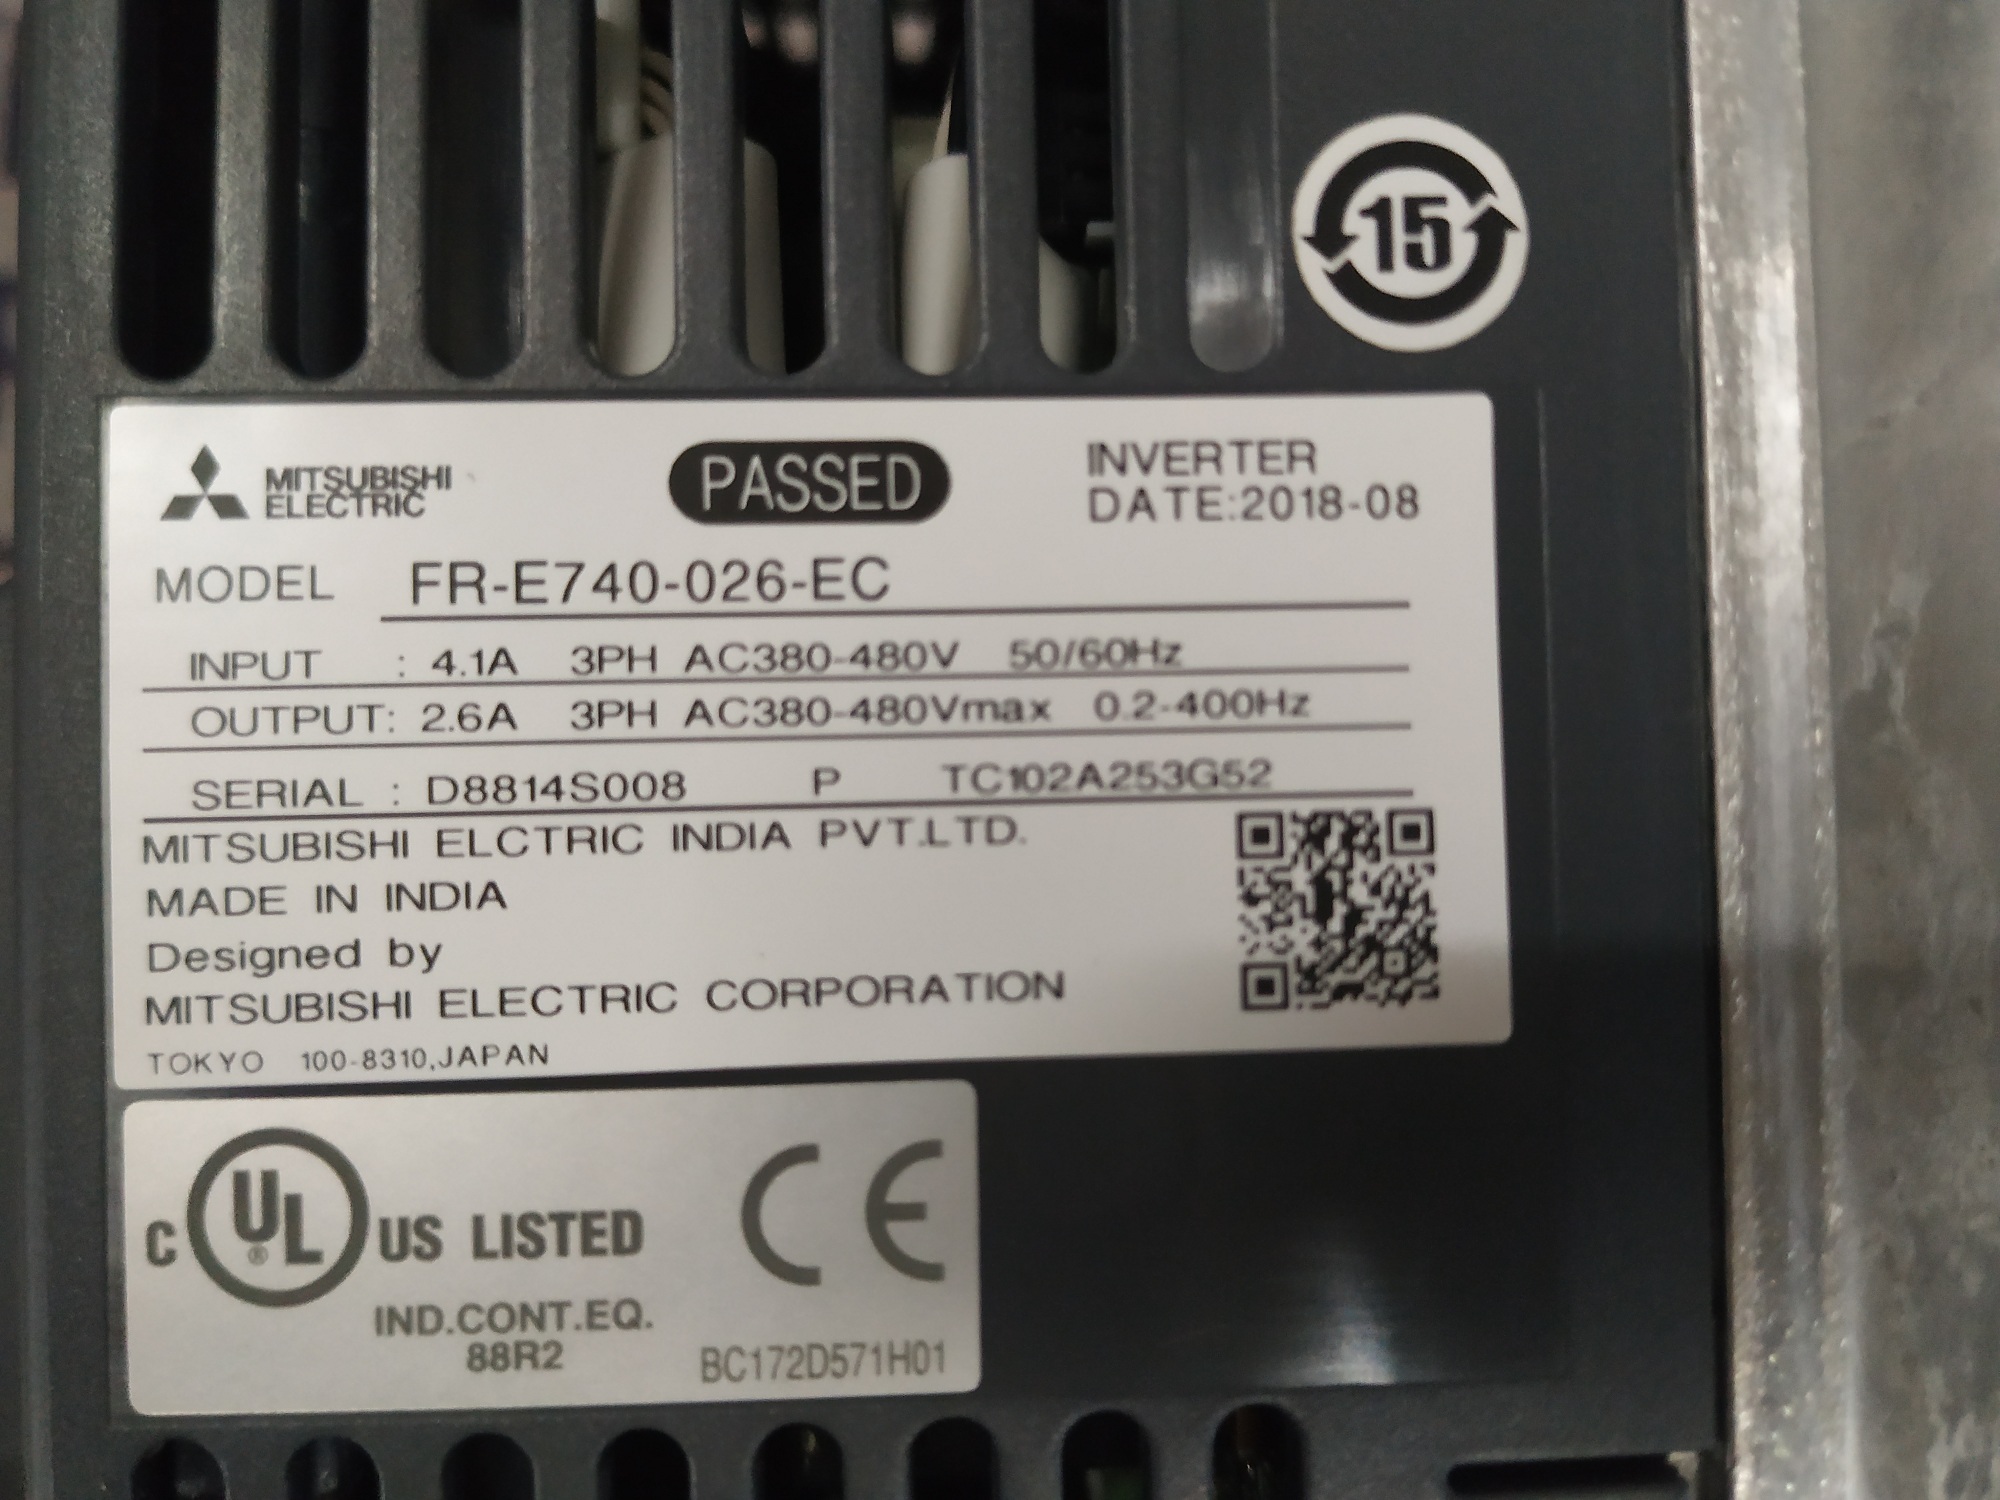 15
MITSUBISHI
ELECTRIC
PASSED
INVERTER
DATE:2018-08
MODEL FR-E740-026-EC
INPUT : 4.1A 3PH AC380-480V 50/60Hz
OUTPUT: 2.6A 3PH AC380-480Vmax 0.2-400Hz
SERIAL : D8814S008 P TC102A253G52
MITSUBISHI ELCTRIC INDIA PVT.LTD.
MADE IN INDIA
Designed by
MITSUBISHI ELECTRIC CORPORATION
TOKYO 100-8310,JAPAN
C UL® US LISTED CE
IND.CONT.EQ.
88R2
BC172D571H01